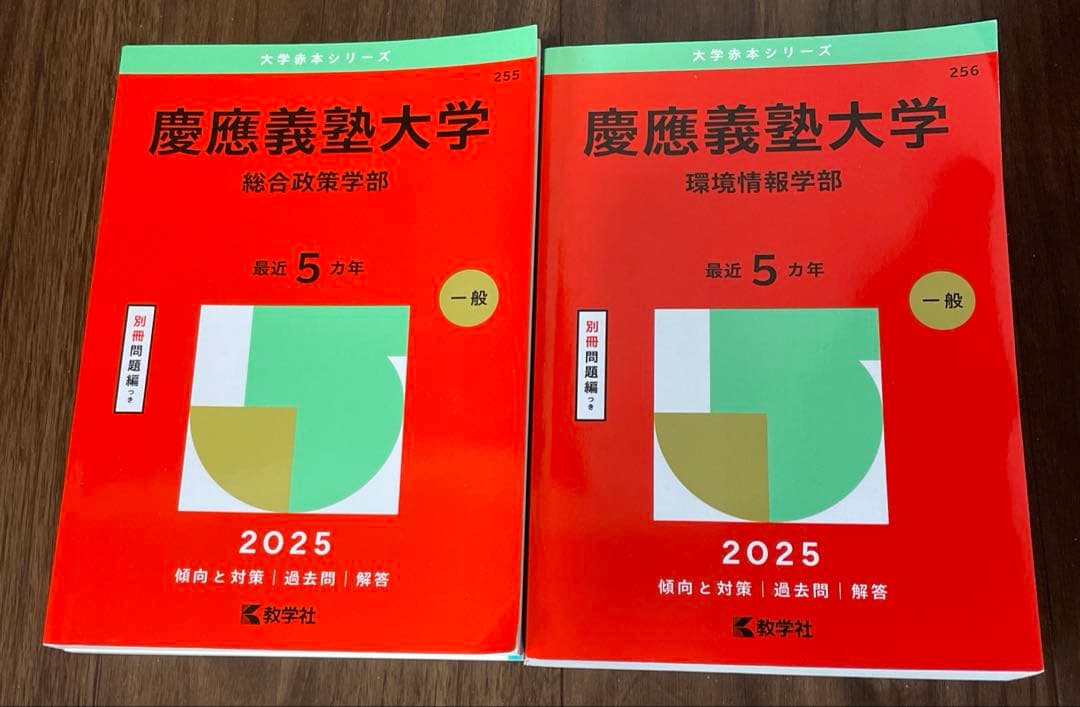 大学赤本シリーズ
255
慶應義塾大学
総合政策学部
最近 5 カ年
一般
別冊問題編つき
2025
傾向と対策|過去問|解答
教学社
大学赤本シリーズ
256
慶應義塾大学
環境情報学部
最近 5 カ年
一般
別冊問題編つき
2025
傾向と対策|過去問|解答
教学社